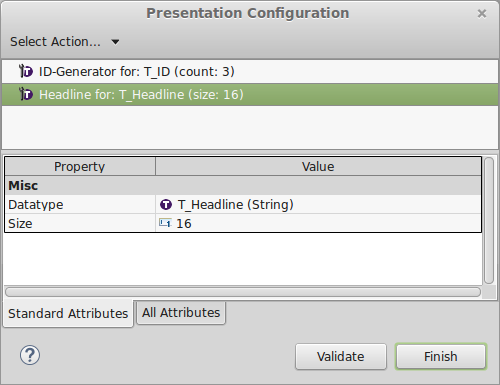 Presentation Configuration
Select Action...
ID-Generator for: T_ID (count: 3)
Headline for: T_Headline (size: 16)
Property Value
Misc
Datatype T T_Headline (String)
Size 16
Standard Attributes All Attributes
? Validate Finish